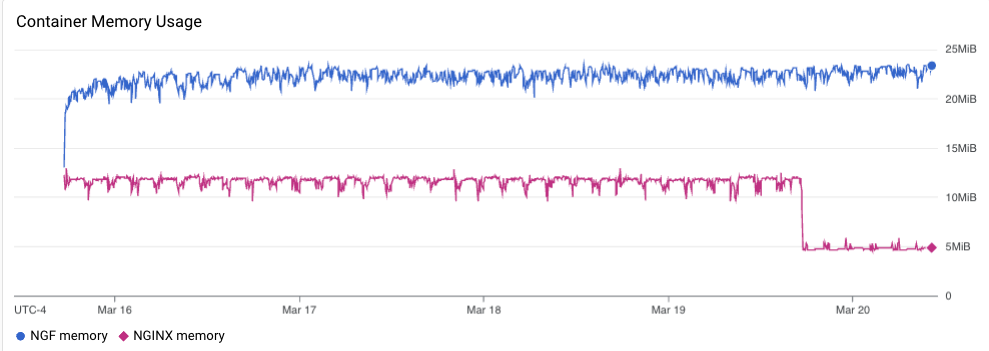 Container Memory Usage
25MiB
20MiB
15MiB
10MiB
5MiB
0
UTC-4 Mar 16 Mar 17 Mar 18 Mar 19 Mar 20
NGF memory NGINX memory